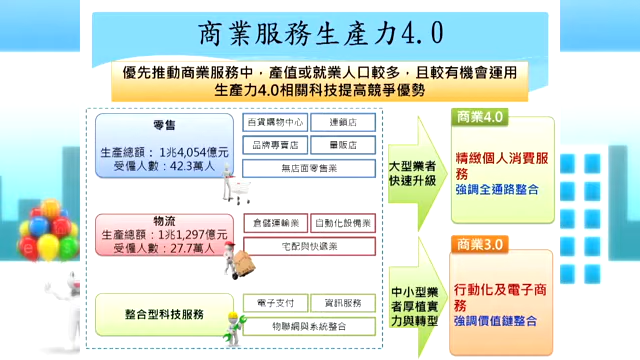 商業服務生產力4.0
優先推動商業服務中，產值或就業人口較多，且較有機會運用
生產力4.0相關科技提高競爭優勢
零售
生產總額：1兆4,054億元
受僱人數：42.3萬人
百貨購物中心
連鎖店
品牌專賣店
量販店
無店面零售業
物流
生產總額：1兆1,297億元
受僱人數：27.7萬人
倉儲運輸業
自動化設備業
宅配與快遞業
整合型科技服務
電子支付
資訊服務
物聯網與系統整合
大型業者
快速升級
中小型業
者厚植實
力與轉型
商業4.0
精緻個人消費服
務
強調全通路整合
商業3.0
行動化及電子商
務
強調價值鏈整合